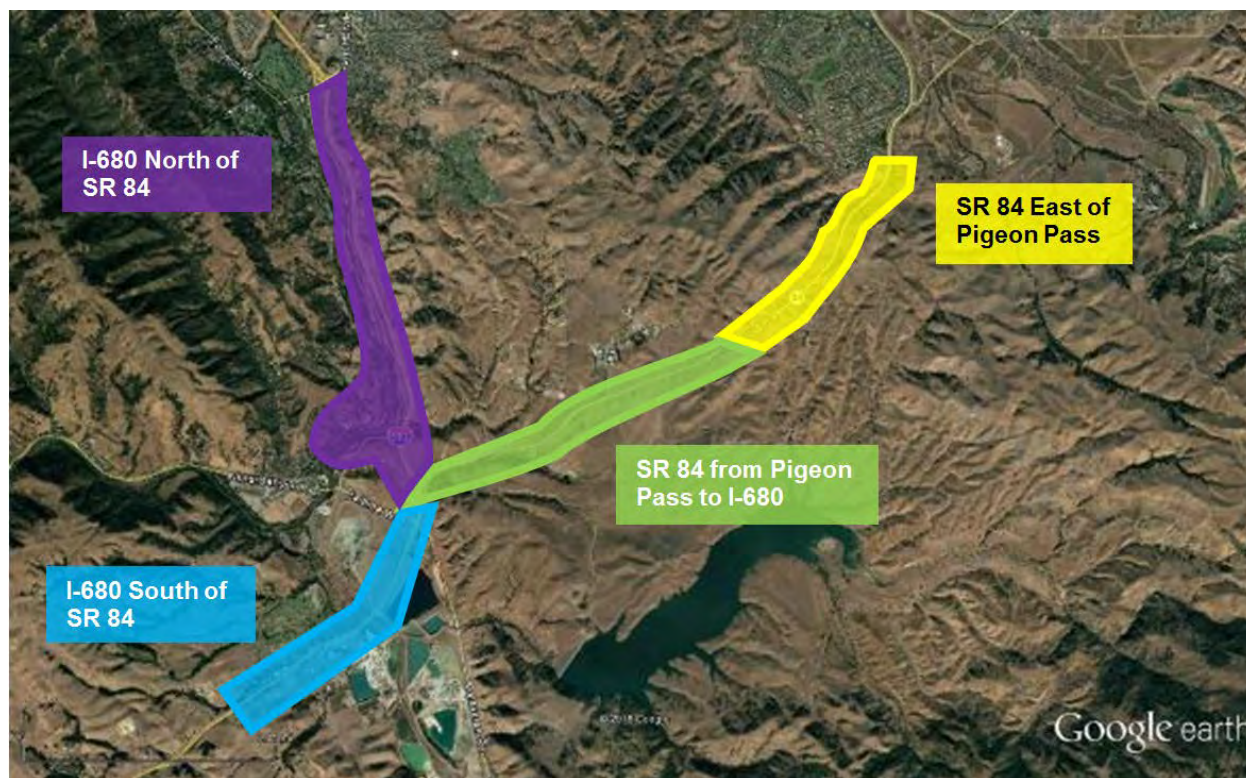 I-680 North of
SR 84
SR 84 East of
Pigeon Pass
SR 84 from Pigeon
Pass to I-680
I-680 South of
SR 84
Google earth